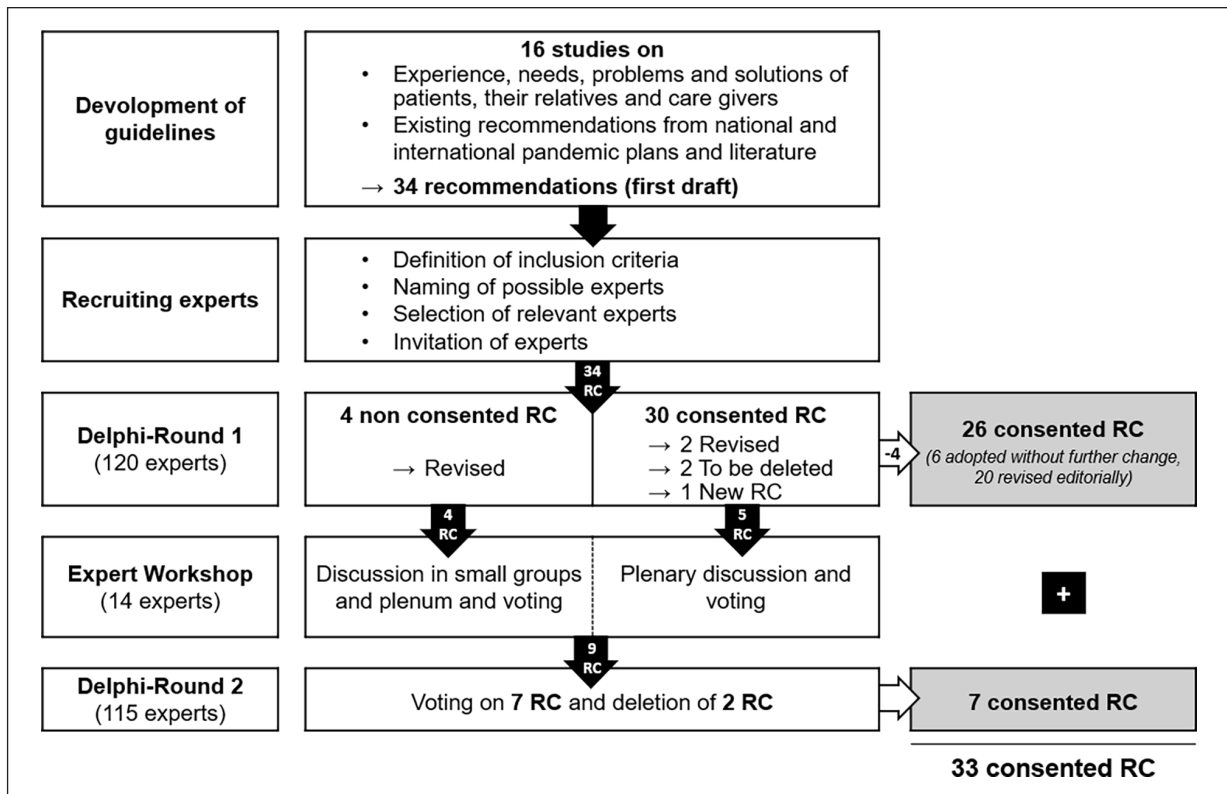 Devolopment of
guidelines
16 studies on
• Experience, needs, problems and solutions of
patients, their relatives and care givers
• Existing recommendations from national and
international pandemic plans and literature
→ 34 recommendations (first draft)
Recruiting experts
• Definition of inclusion criteria
• Naming of possible experts
• Selection of relevant experts
• Invitation of experts
34
RC
Delphi-Round 1
(120 experts)
4 non consented RC
→ Revised
30 consented RC
→ 2 Revised
→ 2 To be deleted
→ 1 New RC
-4
26 consented RC
(6 adopted without further change,
20 revised editorially)
4
RC
5
RC
Expert Workshop
(14 experts)
Discussion in small groups
and plenum and voting
Plenary discussion and
voting
+
9
RC
Delphi-Round 2
(115 experts)
Voting on 7 RC and deletion of 2 RC
7 consented RC
33 consented RC